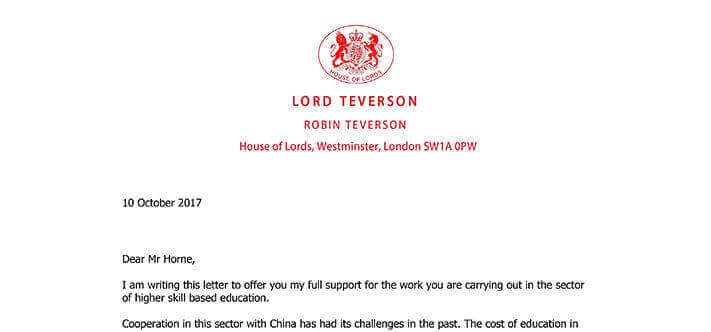 HOUSE OF LORDS
LORD TEVERSON
ROBIN TEVERSON
House of Lords, Westminster, London SW1A 0PW
10 October 2017
Dear Mr Horne,
I am writing this letter to offer you my full support for the work you are carrying out in the sector
of higher skill based education.
Cooperation in this sector with China has had its challenges in the past. The cost of education in